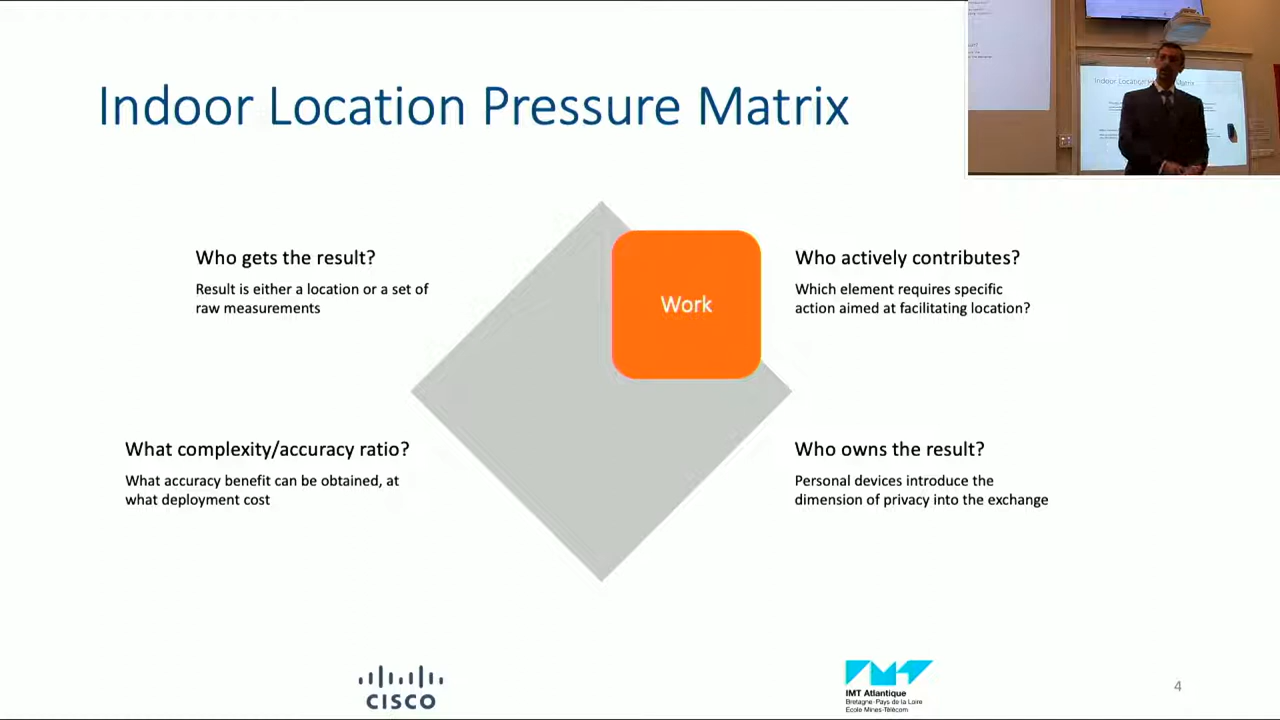 Indoor Location Pressure Matrix
Who gets the result?
Result is either a location or a set of
raw measurements
Work
Who actively contributes?
Which element requires specific
action aimed at facilitating location?
What complexity/accuracy ratio?
What accuracy benefit can be obtained, at
what deployment cost
Who owns the result?
Personal devices introduce the
dimension of privacy into the exchange
CISCO
IMT Atlantique
Bretagne-Pays de la Loire
École Mines-Télécom
4